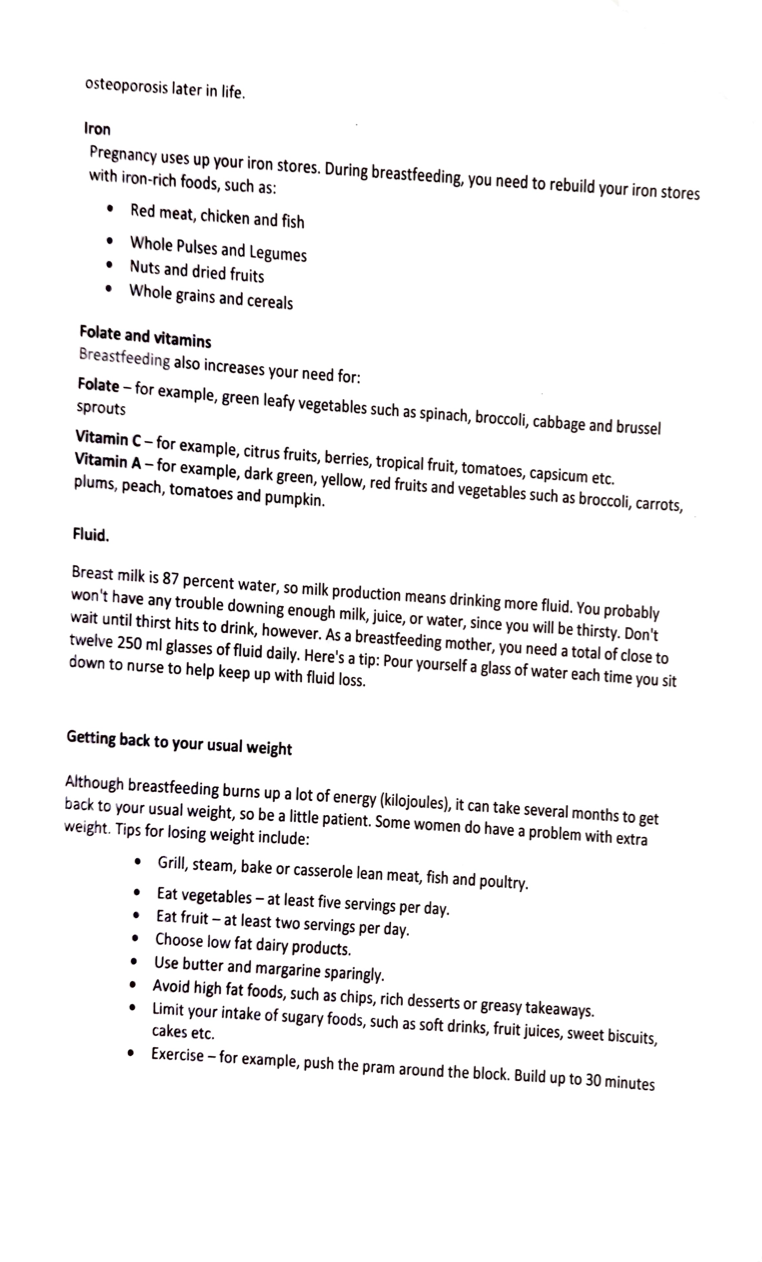 osteoporosis later in life.
Iron
Pregnancy uses up your iron stores. During breastfeeding, you need to rebuild your iron stores
with iron-rich foods, such as:
• Red meat, chicken and fish
• Whole Pulses and Legumes
• Nuts and dried fruits
• Whole grains and cereals
Folate and vitamins
Breastfeeding also increases your need for:
Folate – for example, green leafy vegetables such as spinach, broccoli, cabbage and brussel
sprouts
Vitamin C – for example, citrus fruits, berries, tropical fruit, tomatoes, capsicum etc.
Vitamin A – for example, dark green, yellow, red fruits and vegetables such as broccoli, carrots,
plums, peach, tomatoes and pumpkin.
Fluid.
Breast milk is 87 percent water, so milk production means drinking more fluid. You probably
won't have any trouble downing enough milk, juice, or water, since you will be thirsty. Don't
wait until thirst hits to drink, however. As a breastfeeding mother, you need a total of close to
twelve 250 ml glasses of fluid daily. Here's a tip: Pour yourself a glass of water each time you sit
down to nurse to help keep up with fluid loss.
Getting back to your usual weight
Although breastfeeding burns up a lot of energy (kilojoules), it can take several months to get
back to your usual weight, so be a little patient. Some women do have a problem with extra
weight. Tips for losing weight include:
• Grill, steam, bake or casserole lean meat, fish and poultry.
• Eat vegetables – at least five servings per day.
• Eat fruit – at least two servings per day.
• Choose low fat dairy products.
• Use butter and margarine sparingly.
• Avoid high fat foods, such as chips, rich desserts or greasy takeaways.
• Limit your intake of sugary foods, such as soft drinks, fruit juices, sweet biscuits,
cakes etc.
• Exercise – for example, push the pram around the block. Build up to 30 minutes